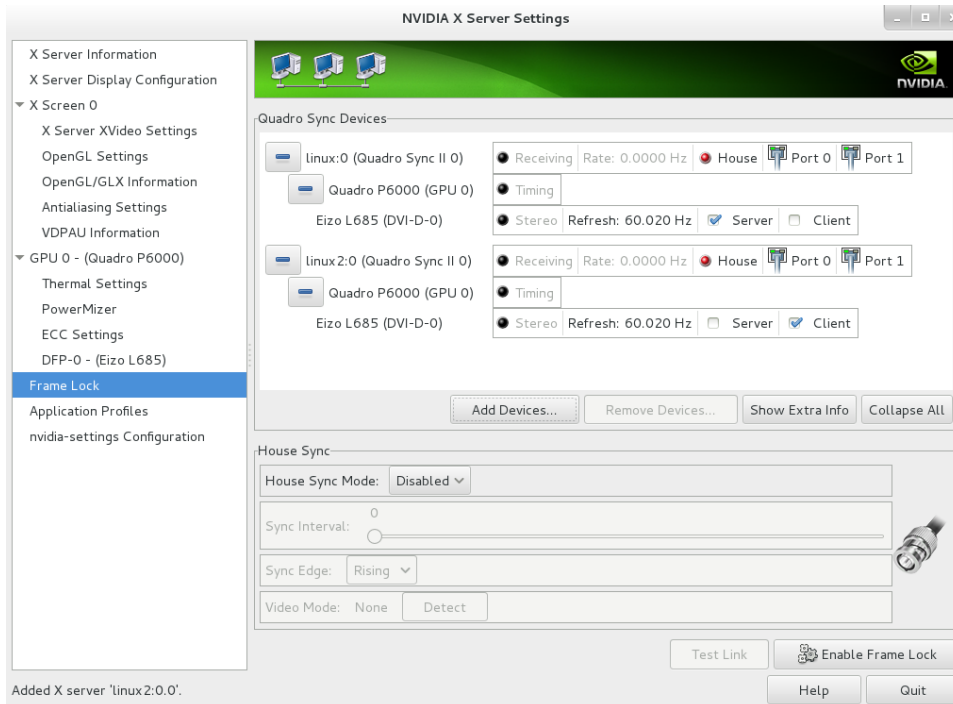 NVIDIA X Server Settings
X Server Information
X Server Display Configuration
X Screen 0
X Server XVideo Settings
OpenGL Settings
OpenGL/GLX Information
Antialiasing Settings
VDPAU Information
GPU 0 - (Quadro P6000)
Thermal Settings
PowerMizer
ECC Settings
DFP-0 - (Eizo L685)
Frame Lock
Application Profiles
nvidia-settings Configuration
NVIDIA.
Quadro Sync Devices
linux:0 (Quadro Sync II 0) Receiving Rate: 0.0000 Hz House Port 0 Port 1
Quadro P6000 (GPU 0) Timing
Eizo L685 (DVI-D-0) Stereo Refresh: 60.020 Hz Server Client
linux2:0 (Quadro Sync II 0) Receiving Rate: 0.0000 Hz House Port 0 Port 1
Quadro P6000 (GPU 0) Timing
Eizo L685 (DVI-D-0) Stereo Refresh: 60.020 Hz Server Client
Add Devices... Remove Devices... Show Extra Info Collapse All
House Sync
House Sync Mode: Disabled
0
Sync Interval:
Sync Edge: Rising
Video Mode: None Detect
Test Link Enable Frame Lock
Added X server 'linux2:0.0'. Help Quit